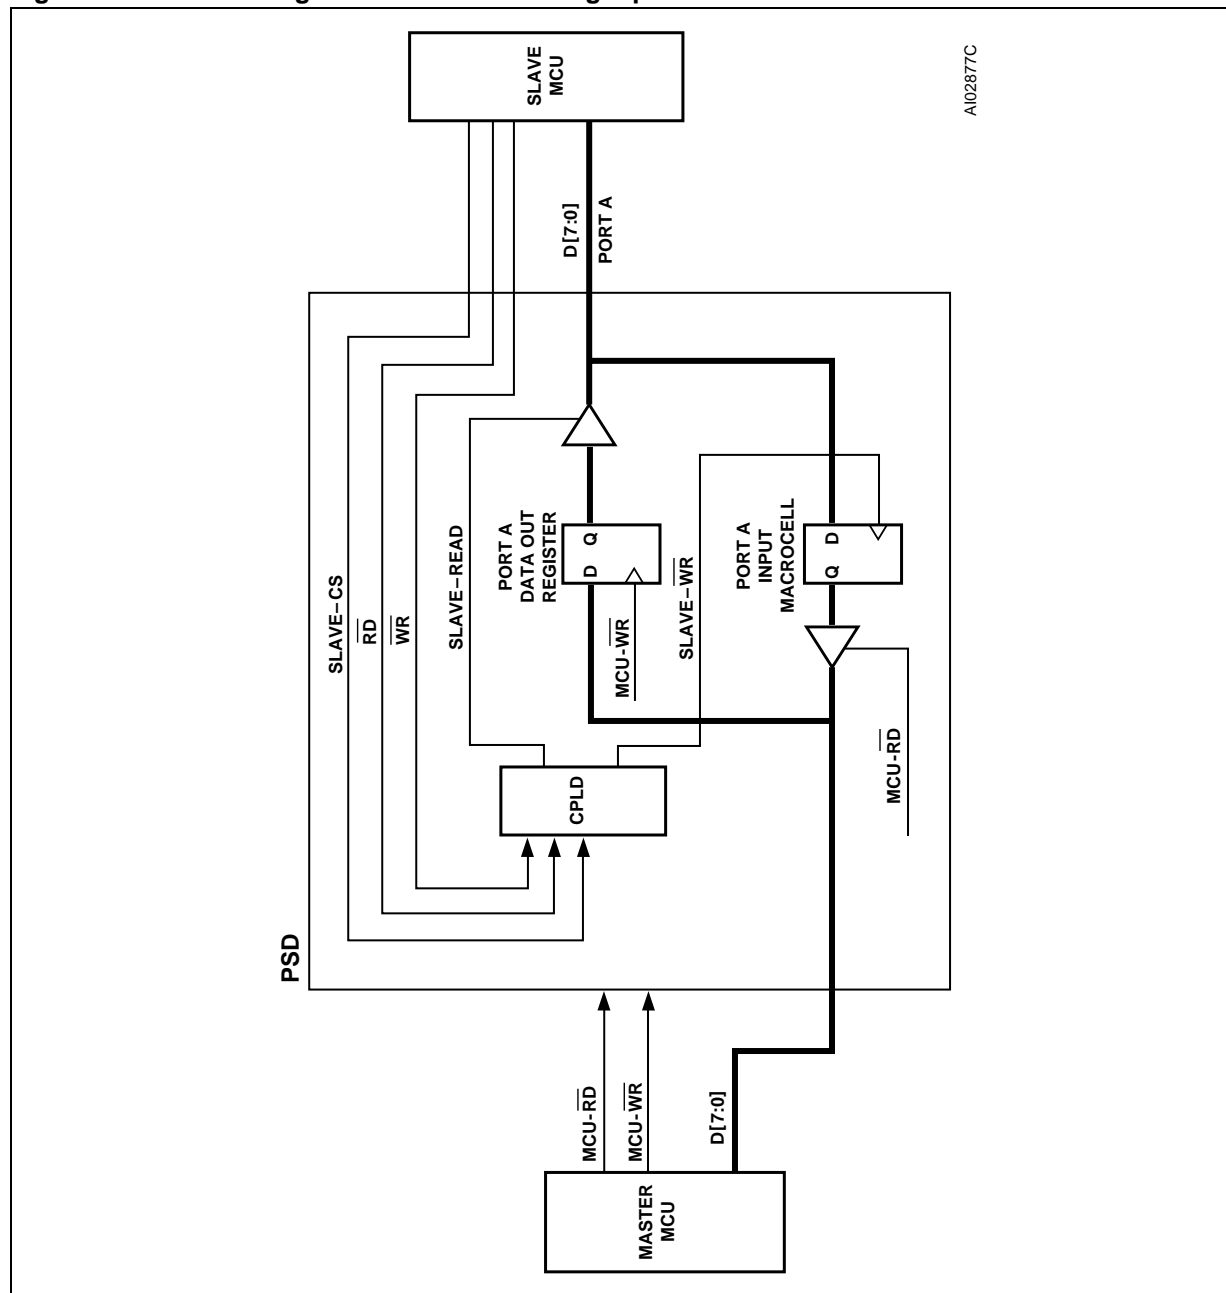 SLAVE
MCU
AI02877C
D[7:0]
PORT A
SLAVE–CS
RD
WR
SLAVE–READ
PORT A
DATA OUT
REGISTER
D Q
MCU-WR
SLAVE–WR
PORT A
INPUT
MACROCELL
Q D
MCU-RD
CPLD
PSD
MCU-RD
MCU-WR
D[7:0]
MASTER
MCU